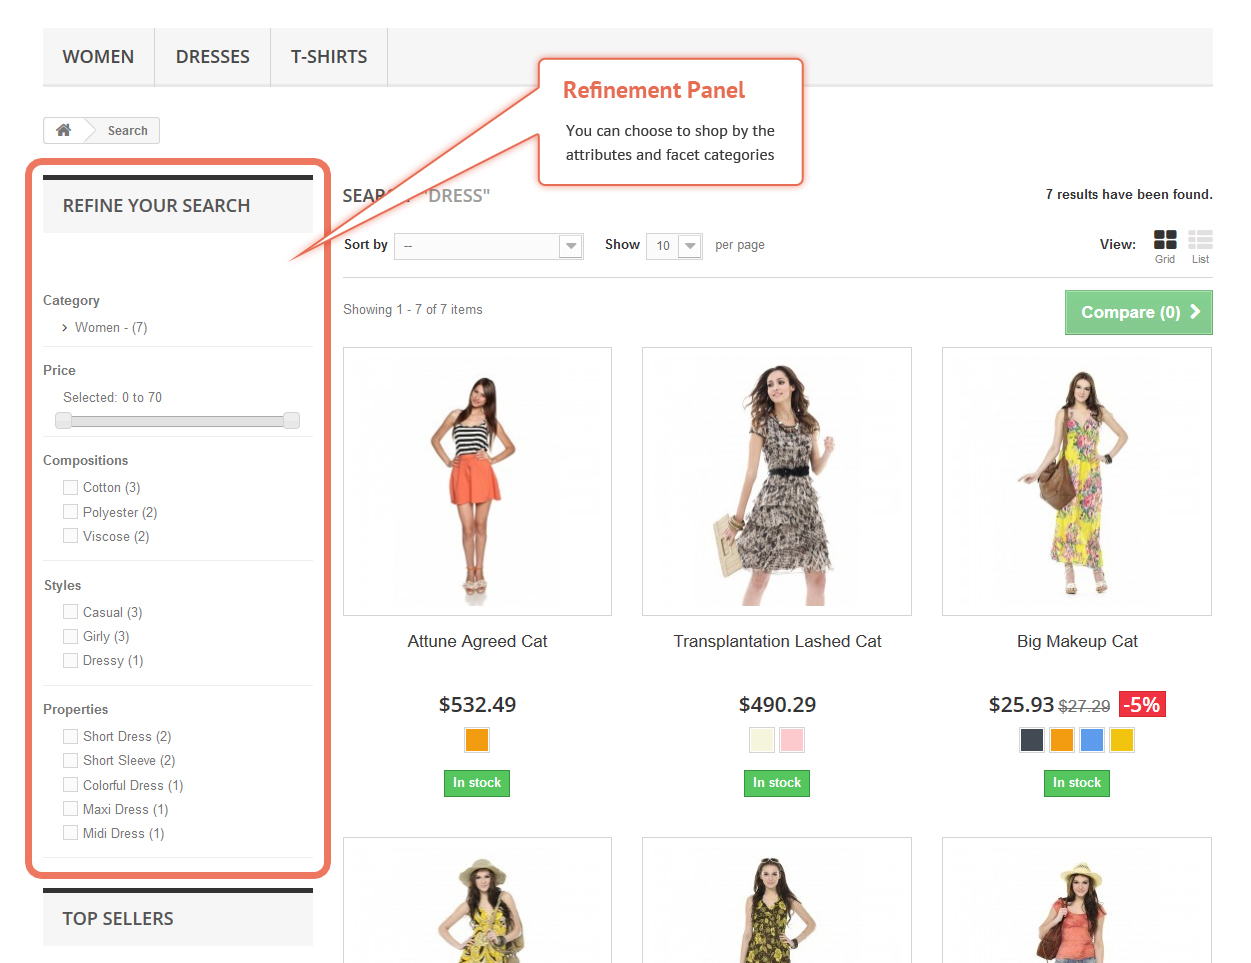 WOMEN
DRESSES
T-SHIRTS
Refinement Panel
You can choose to shop by the
attributes and facet categories
Search
REFINE YOUR SEARCH
Category
Women - (7)
Price
Selected: 0 to 70
Compositions
Cotton (3)
Polyester (2)
Viscose (2)
Styles
Casual (3)
Girly (3)
Dressy (1)
Properties
Short Dress (2)
Short Sleeve (2)
Colorful Dress (1)
Maxi Dress (1)
Midi Dress (1)
TOP SELLERS
"DRESS"
7 results have been found.
Sort by --
Show 10 per page
View:
Grid
List
Showing 1 - 7 of 7 items
Compare (0)
Attune Agreed Cat
$532.49
In stock
Transplantation Lashed Cat
$490.29
In stock
Big Makeup Cat
$25.93 $27.29 -5%
In stock